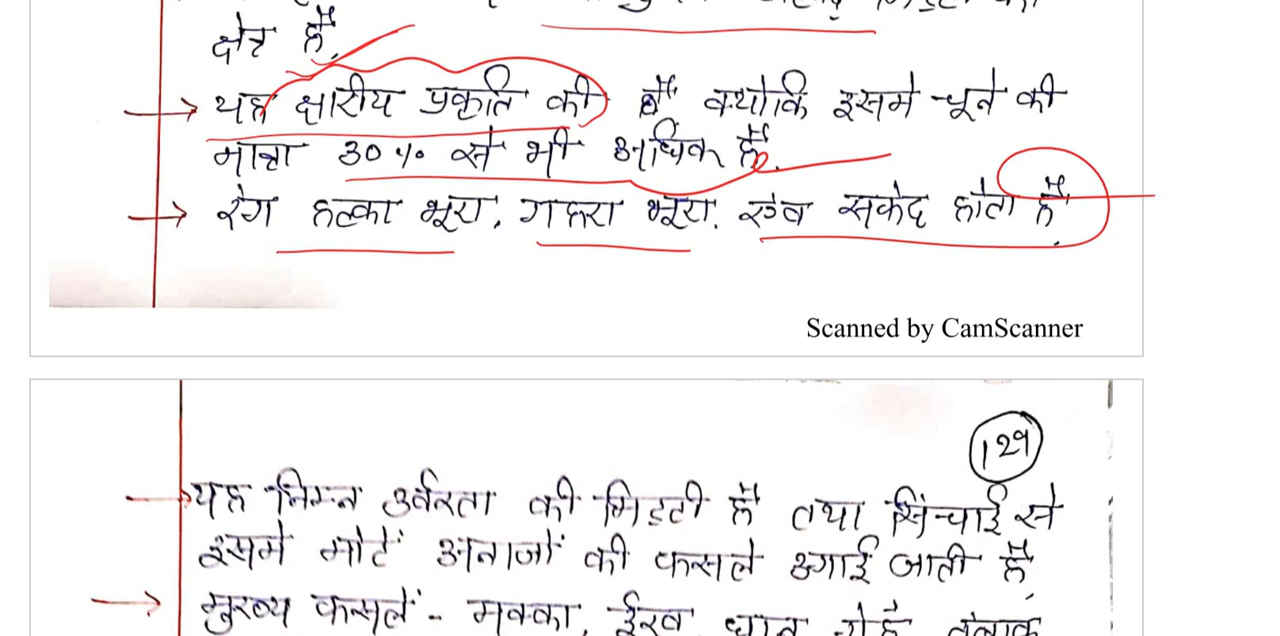 क्षेत्र है.
→ यह क्षारीय प्रकृति की है क्योकि इसमे चूने की
मात्रा 30% से भी अधिक है.
→ रंग हल्का भूरा, गहरा भूरा, एंव सफेद होता है.
Scanned by CamScanner
129
→ यह निम्न उर्वरता की मिट्टी है तथा सिंचाई से
इसमे मोटें अनाजों की फसले उगाई जाती है.
→ मुख्य फसलें - मक्का, ईख, धान, गेहूँ,